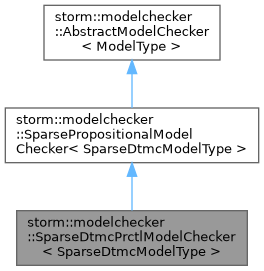 storm::modelchecker
::AbstractModelChecker
< ModelType >
storm::modelchecker
::SparsePropositionalModel
Checker< SparseDtmcModelType >
storm::modelchecker
::SparseDtmcPrctlModelChecker
< SparseDtmcModelType >